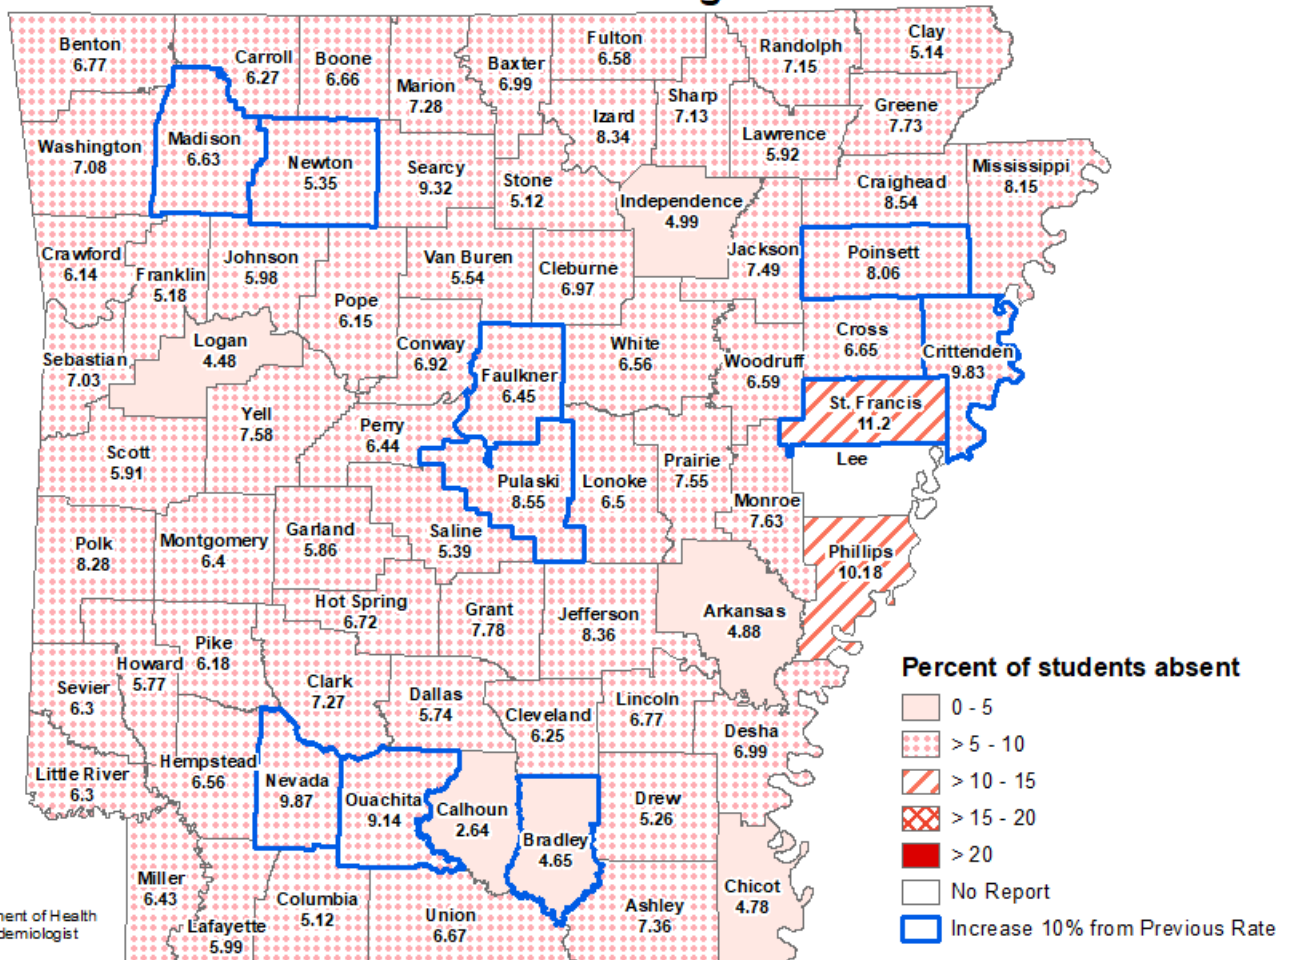 Benton
6.77
Carroll
6.27
Boone
6.66
Marion
7.28
Baxter
6.99
Fulton
6.58
Sharp
7.13
Randolph
7.15
Clay
5.14
Greene
7.73
Izard
8.34
Lawrence
5.92
Washington
7.08
Madison
6.63
Newton
5.35
Searcy
9.32
Stone
5.12
Independence
4.99
Craighead
8.54
Mississippi
8.15
Crawford
6.14
Franklin
5.18
Johnson
5.98
Pope
6.15
Van Buren
5.54
Cleburne
6.97
Jackson
7.49
Poinsett
8.06
Logan
4.48
Sebastian
7.03
Conway
6.92
Faulkner
6.45
White
6.56
Woodruff
6.59
Cross
6.65
Crittenden
9.83
St. Francis
11.2
Yell
7.58
Perry
6.44
Scott
5.91
Pulaski
8.55
Lonoke
6.5
Prairie
7.55
Monroe
7.63
Lee
Polk
8.28
Montgomery
6.4
Garland
5.86
Saline
5.39
Phillips
10.18
Hot Spring
6.72
Grant
7.78
Jefferson
8.36
Arkansas
4.88
Pike
6.18
Howard
5.77
Sevier
6.3
Clark
7.27
Dallas
5.74
Cleveland
6.25
Lincoln
6.77
Desha
6.99
Little River
6.3
Hempstead
6.56
Nevada
9.87
Ouachita
9.14
Calhoun
2.64
Bradley
4.65
Drew
5.26
Miller
6.43
Lafayette
5.99
Columbia
5.12
Union
6.67
Ashley
7.36
Chicot
4.78
Percent of students absent
0 - 5
> 5 - 10
> 10 - 15
> 15 - 20
> 20
No Report
Increase 10% from Previous Rate
of Health